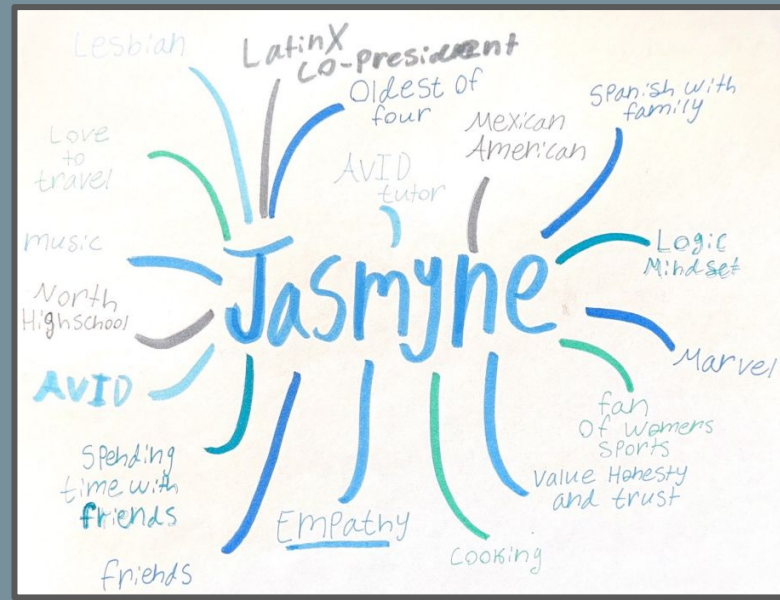 Lesbian
LatinX
co-president
Oldest of
four
Spanish with
family
Mexican
American
Love
to
travel
AVID
tutor
music
Jasmyne
Logic
Mindset
North
Highschool
Marvel
AVID
fan
Of womens
sports
Spending
time with
friends
Value Honesty
and trust
Empathy
cooking
friends